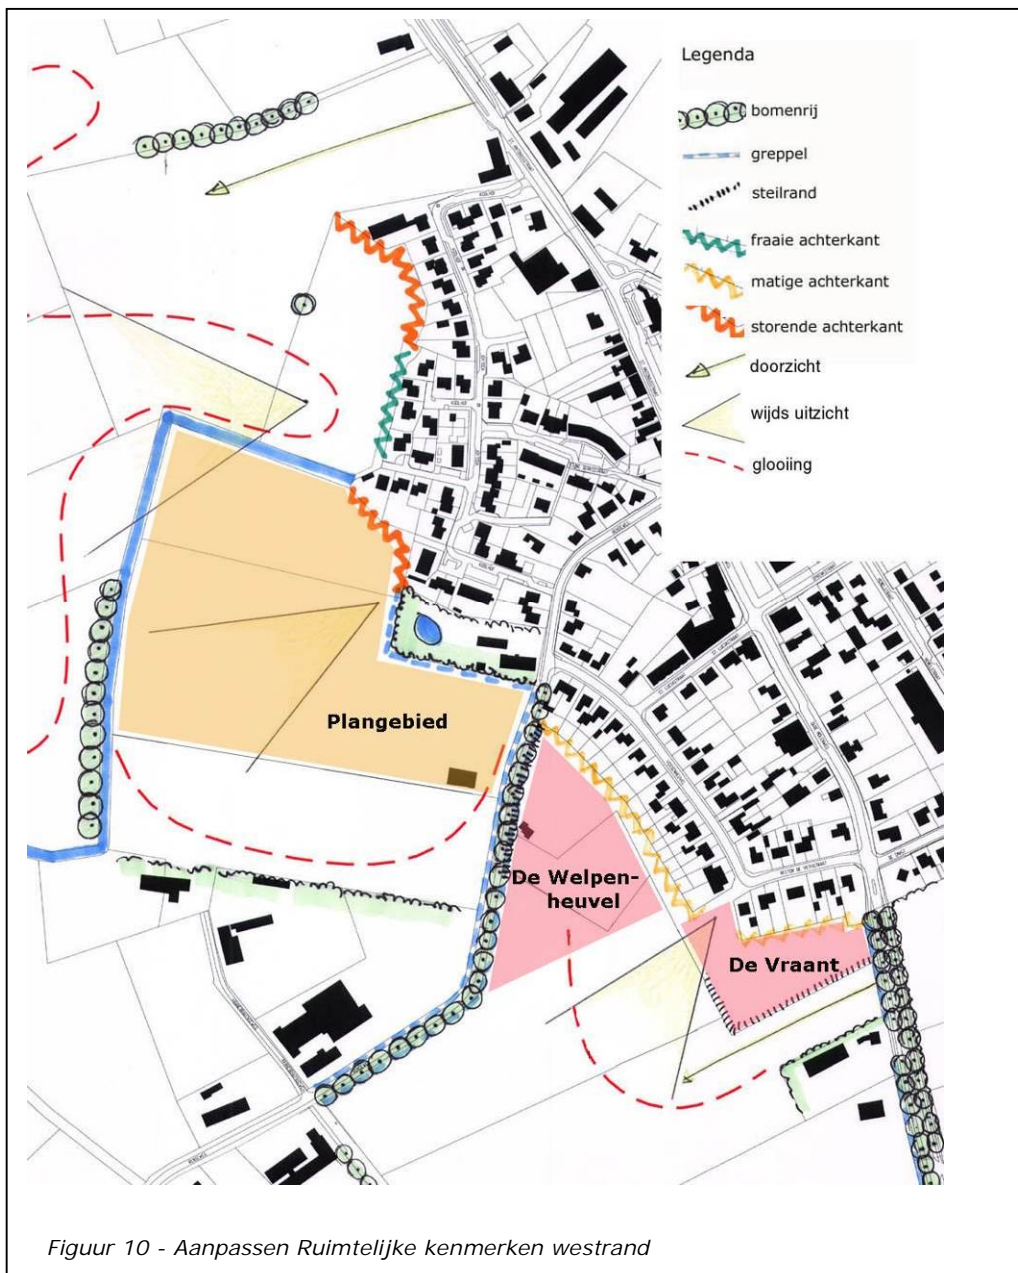 Legenda
bomenrij
greppel
steilrand
fraaie achterkant
matige achterkant
storende achterkant
doorzicht
wijds uitzicht
glooiing
Plangebied
De Welpen-
heuvel
De Vraant
Figuur 10 - Aanpassen Ruimtelijke kenmerken westrand